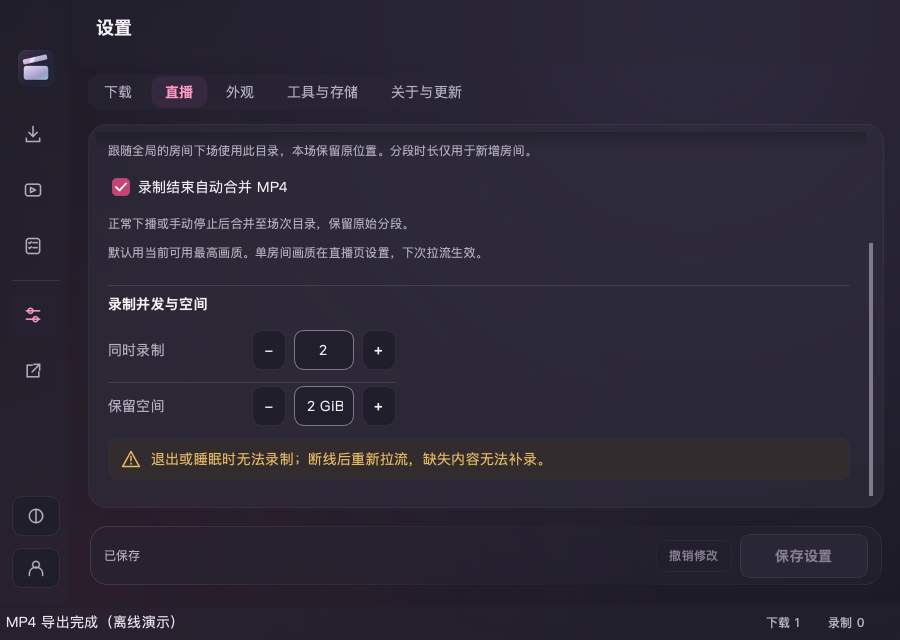 设置
下载 直播 外观 工具与存储 关于与更新
跟随全局的房间下场使用此目录，本场保留原位置。分段时长仅用于新增房间。
录制结束自动合并 MP4
正常下播或手动停止后合并至场次目录，保留原始分段。
默认用当前可用最高画质。单房间画质在直播页设置，下次拉流生效。
录制并发与空间
同时录制 − 2 +
保留空间 − 2 GiB +
退出或睡眠时无法录制；断线后重新拉流，缺失内容无法补录。
已保存 撤销修改 保存设置
MP4 导出完成（离线演示） 下载 1 录制 0